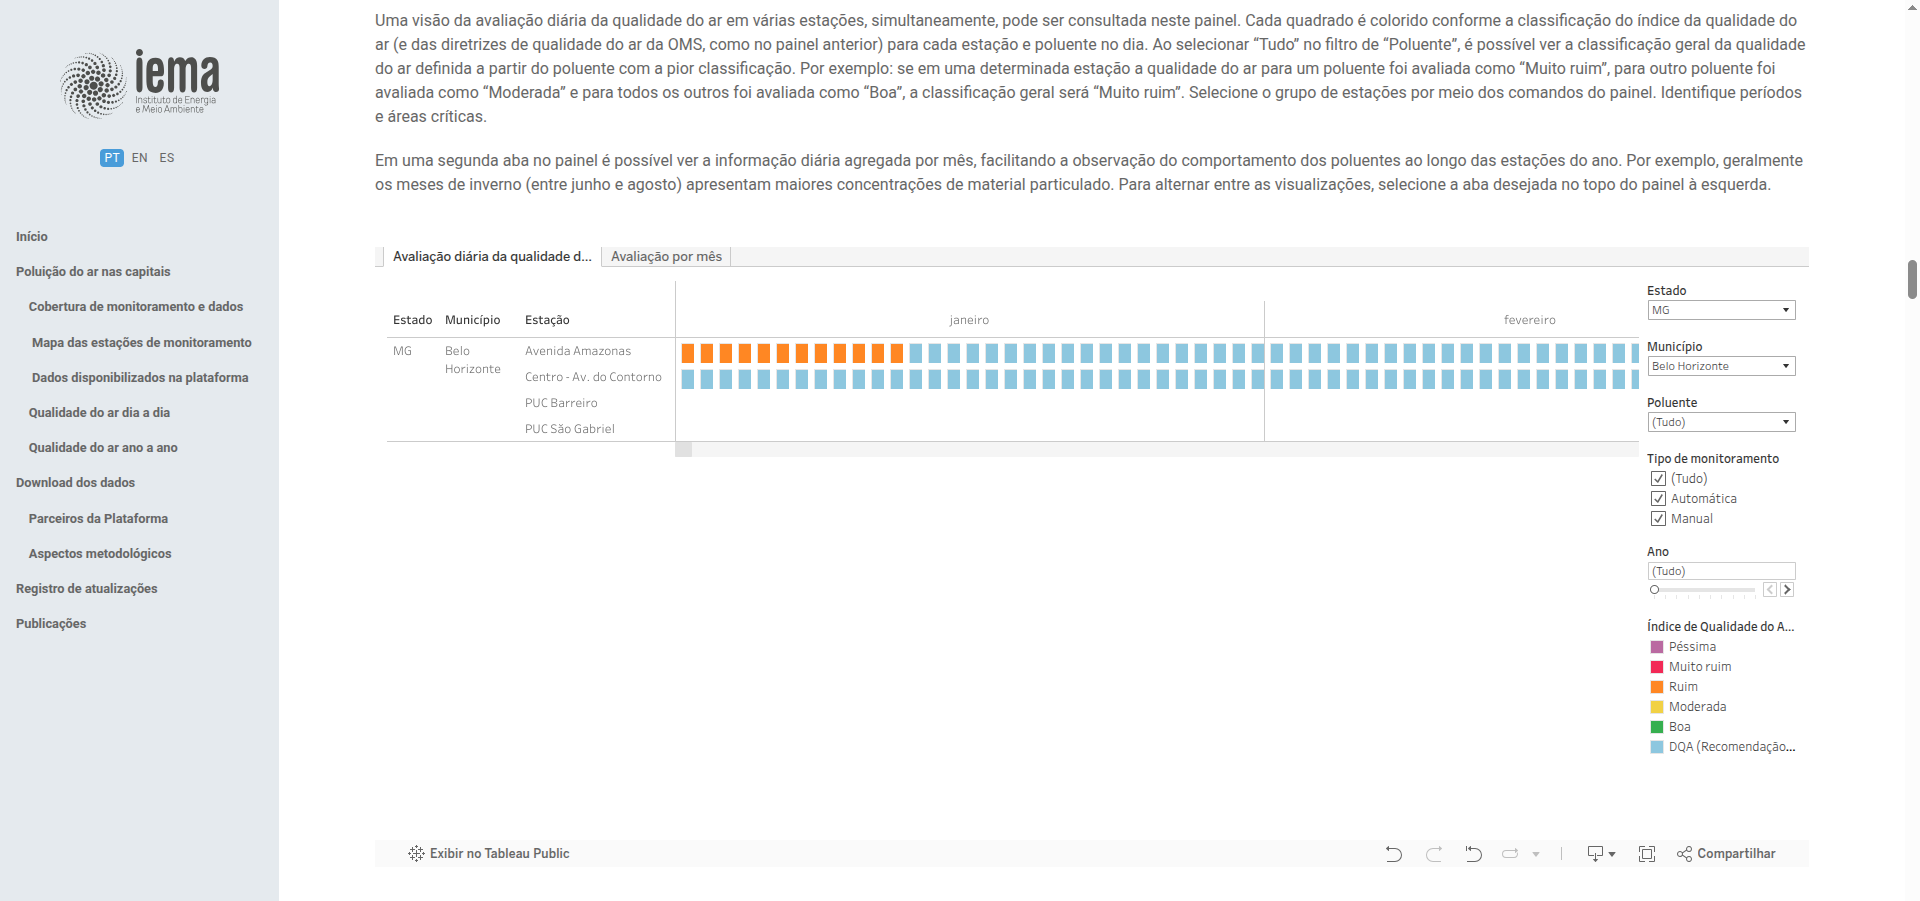 iema
Instituto de Energia
e Meio Ambiente
PT EN ES
Início
Poluição do ar nas capitais
Cobertura de monitoramento e dados
Mapa das estações de monitoramento
Dados disponibilizados na plataforma
Qualidade do ar dia a dia
Qualidade do ar ano a ano
Download dos dados
Parceiros da Plataforma
Aspectos metodológicos
Registro de atualizações
Publicações
Uma visão da avaliação diária da qualidade do ar em várias estações, simultaneamente, pode ser consultada neste painel. Cada quadrado é colorido conforme a classificação do índice da qualidade do
ar (e das diretrizes de qualidade do ar da OMS, como no painel anterior) para cada estação e poluente no dia. Ao selecionar “Tudo” no filtro de “Poluente”, é possível ver a classificação geral da qualidade
do ar definida a partir do poluente com a pior classificação. Por exemplo: se em uma determinada estação a qualidade do ar para um poluente foi avaliada como “Muito ruim”, para outro poluente foi
avaliada como “Moderada” e para todos os outros foi avaliada como “Boa”, a classificação geral será “Muito ruim”. Selecione o grupo de estações por meio dos comandos do painel. Identifique períodos
e áreas críticas.
Em uma segunda aba no painel é possível ver a informação diária agregada por mês, facilitando a observação do comportamento dos poluentes ao longo das estações do ano. Por exemplo, geralmente
os meses de inverno (entre junho e agosto) apresentam maiores concentrações de material particulado. Para alternar entre as visualizações, selecione a aba desejada no topo do painel à esquerda.
Avaliação diária da qualidade d... Avaliação por mês
Estado Município Estação janeiro fevereiro
MG Belo Horizonte Avenida Amazonas
Centro - Av. do Contorno
PUC Barreiro
PUC São Gabriel
Estado
MG
Município
Belo Horizonte
Poluente
(Tudo)
Tipo de monitoramento
(Tudo)
Automática
Manual
Ano
(Tudo)
Índice de Qualidade do A...
Péssima
Muito ruim
Ruim
Moderada
Boa
DQA (Recomendação...
Exibir no Tableau Public Compartilhar